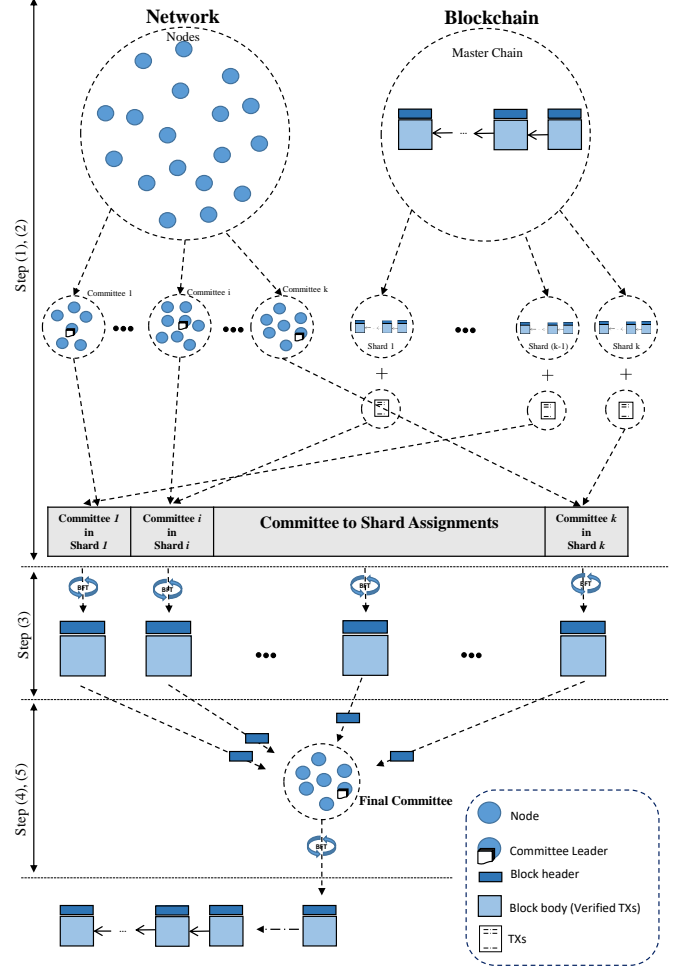 Network
Blockchain
Nodes
Master Chain
Step (1), (2)
Committee 1
Committee i
Committee k
Shard 1
Shard (k-1)
Shard k
+
+
+
Committee 1
in
Shard 1
Committee i
in
Shard i
Committee to Shard Assignments
Committee k
in
Shard k
BFT
BFT
BFT
BFT
Step (3)
Step (4), (5)
Final Committee
BFT
Node
Committee Leader
Block header
Block body (Verified TXs)
TXs